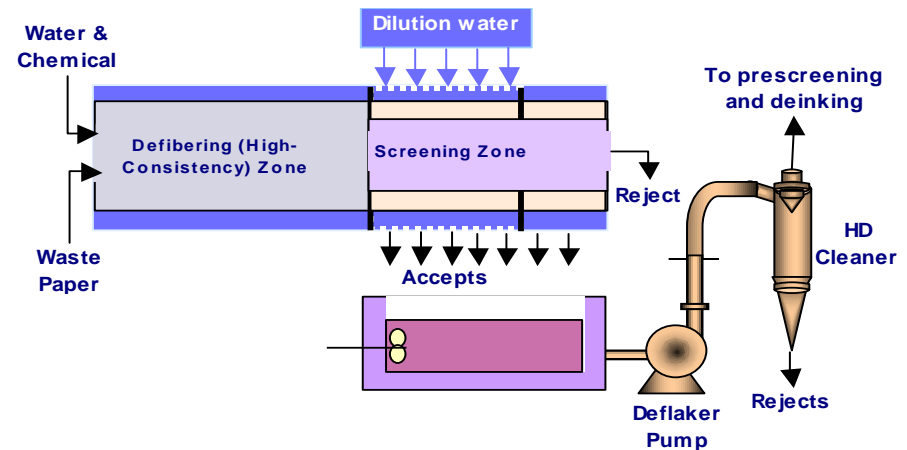 Dilution water
Water &
Chemical
To prescreening
and deinking
Defibering (High-
Consistency) Zone
Screening Zone
Reject
HD
Cleaner
Waste
Paper
Accepts
Deflaker
Pump
Rejects